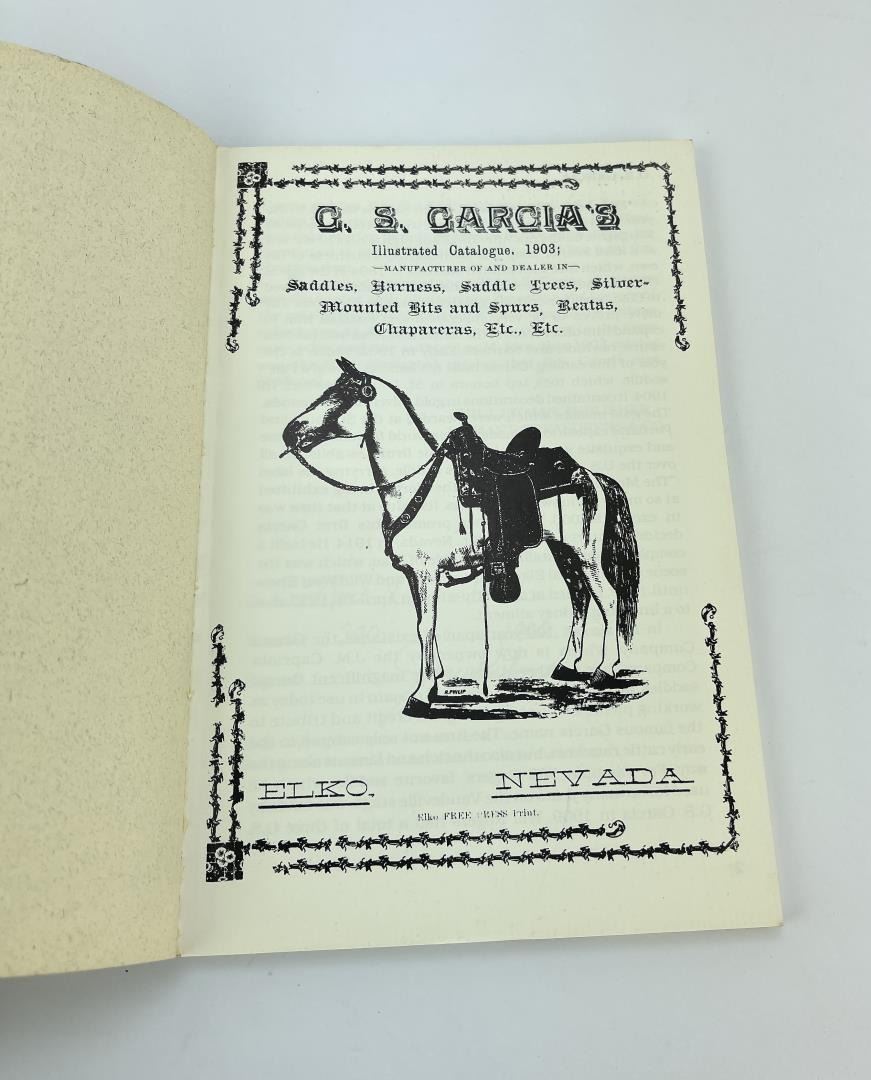 G. S. GARCIA'S
Illustrated Catalogue, 1903;
—MANUFACTURER OF AND DEALER IN—
Saddles, Harness, Saddle Trees, Silver-
Mounted Bits and Spurs, Reatas,
Chapareras, Etc., Etc.
R. PHILIP
ELKO, NEVADA
Elko FREE PRESS Print.